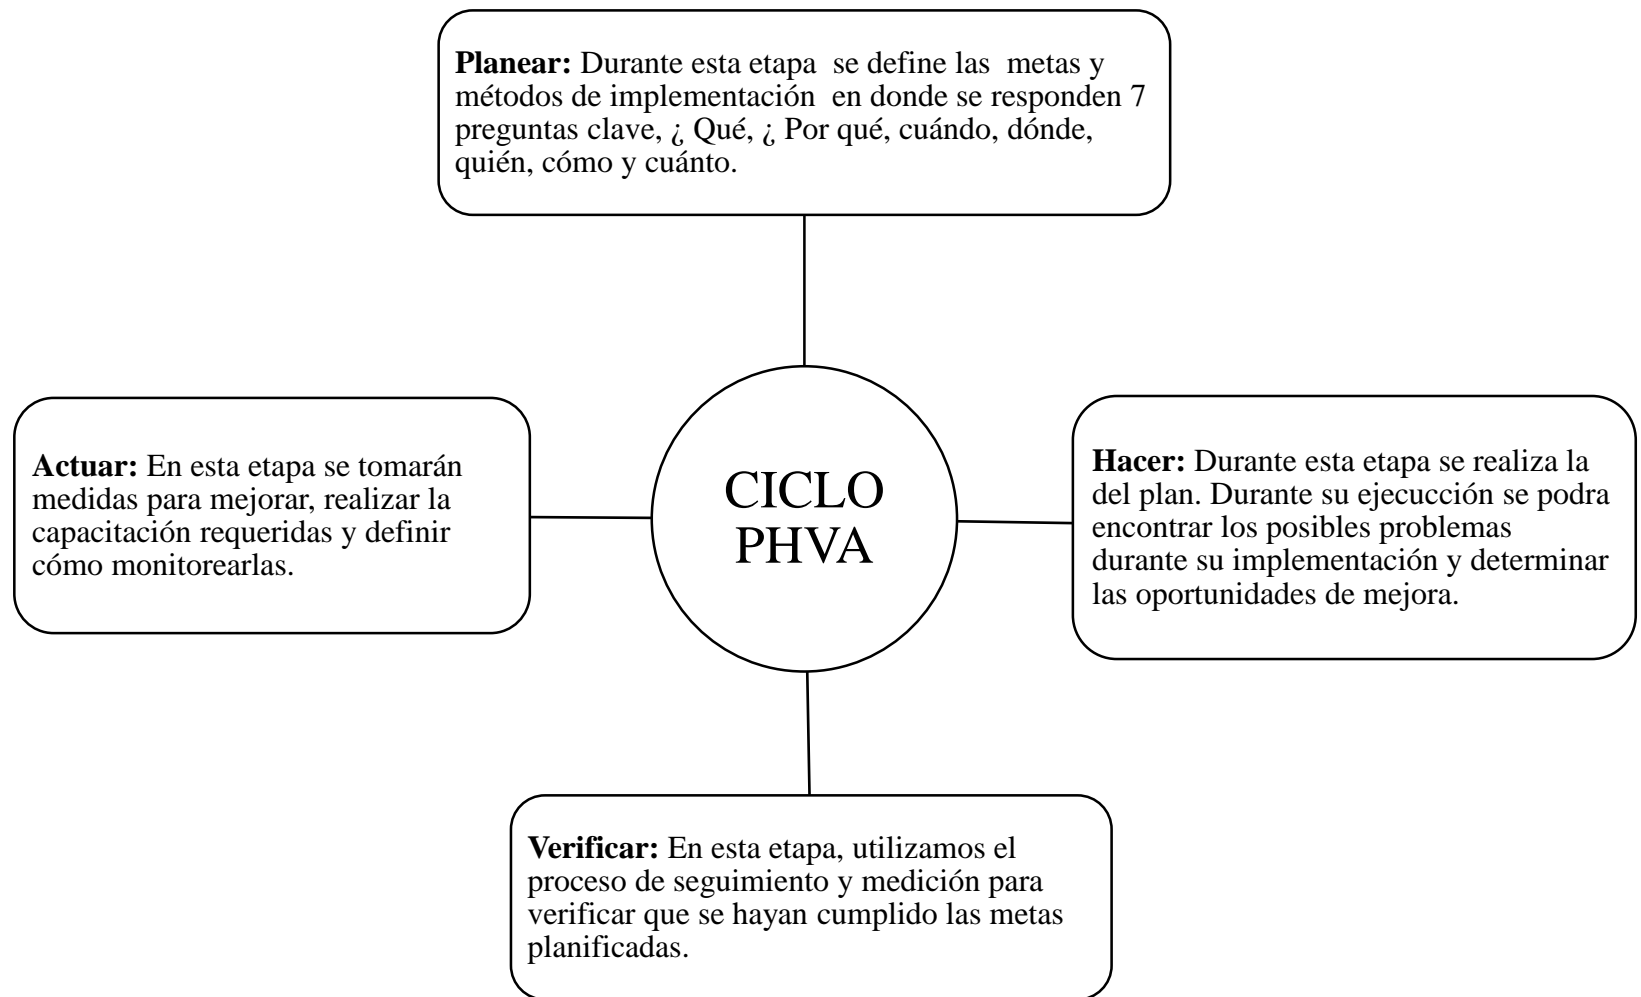 Planear: Durante esta etapa se define las metas y
métodos de implementación en donde se responden 7
preguntas clave, ¿ Qué, ¿ Por qué, cuándo, dónde,
quién, cómo y cuánto.
Actuar: En esta etapa se tomarán
medidas para mejorar, realizar la
capacitación requeridas y definir
cómo monitorearlas.
CICLO
PHVA
Hacer: Durante esta etapa se realiza la
del plan. Durante su ejecucción se podra
encontrar los posibles problemas
durante su implementación y determinar
las oportunidades de mejora.
Verificar: En esta etapa, utilizamos el
proceso de seguimiento y medición para
verificar que se hayan cumplido las metas
planificadas.